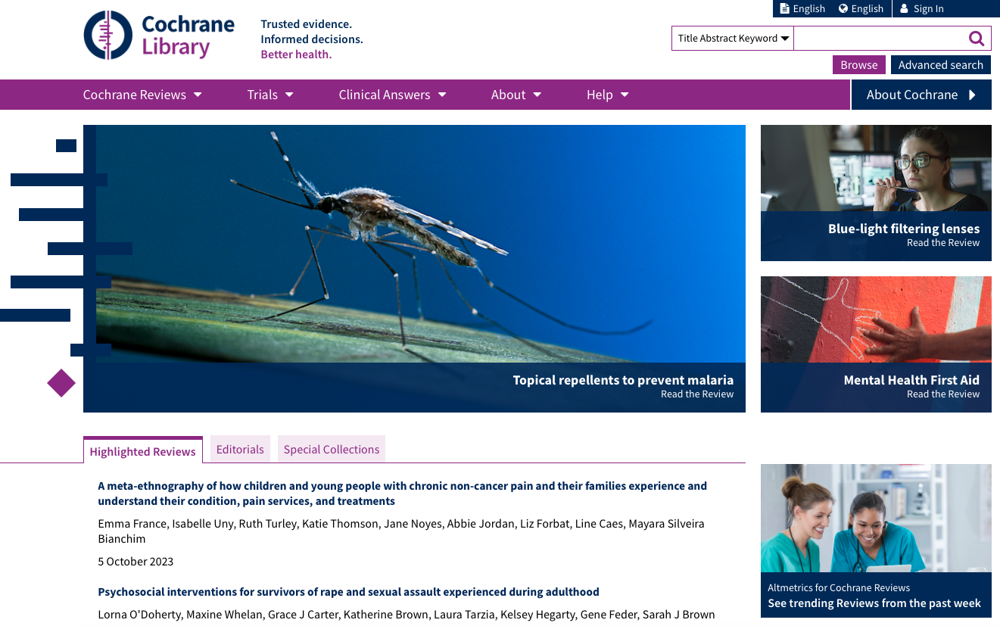 English
English
Sign In
Cochrane
Library
Trusted evidence.
Informed decisions.
Better health.
Title Abstract Keyword
Browse
Advanced search
Cochrane Reviews
Trials
Clinical Answers
About
Help
About Cochrane
Topical repellents to prevent malaria
Read the Review
Blue-light filtering lenses
Read the Review
Mental Health First Aid
Read the Review
Highlighted Reviews
Editorials
Special Collections
A meta-ethnography of how children and young people with chronic non-cancer pain and their families experience and
understand their condition, pain services, and treatments
Emma France, Isabelle Uny, Ruth Turley, Katie Thomson, Jane Noyes, Abbie Jordan, Liz Forbat, Line Caes, Mayara Silveira
Bianchim
5 October 2023
Psychosocial interventions for survivors of rape and sexual assault experienced during adulthood
Lorna O'Doherty, Maxine Whelan, Grace J Carter, Katherine Brown, Laura Tarzia, Kelsey Hegarty, Gene Feder, Sarah J Brown
Altmetrics for Cochrane Reviews
See trending Reviews from the past week